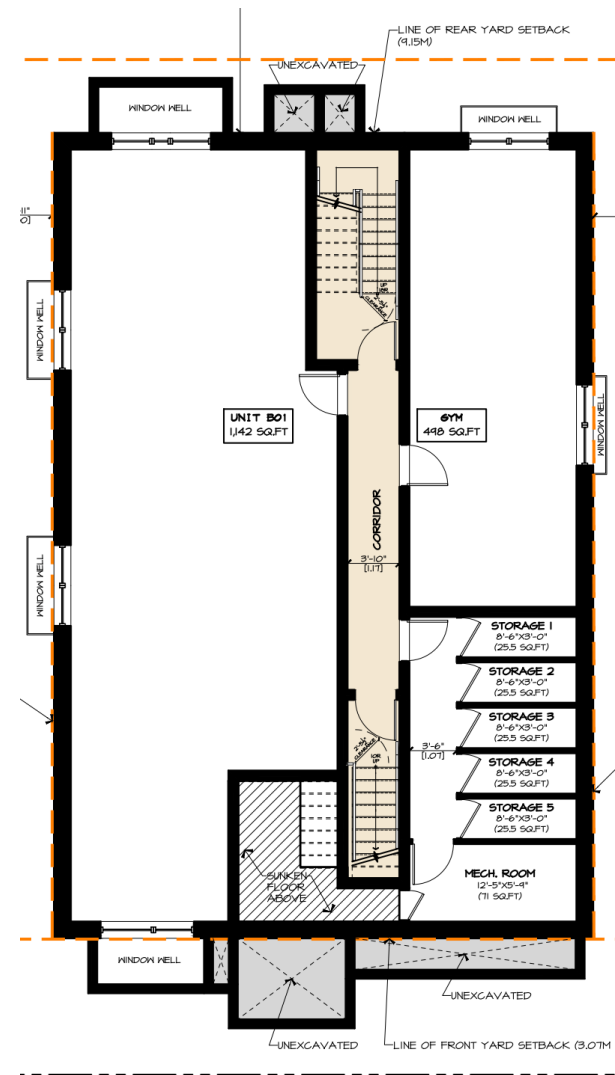 LINE OF REAR YARD SETBACK
(9.15M)
UNEXCAVATED
WINDOW WELL
WINDOW WELL
11"
0]
WINDOW WELL
UNIT B01
1,142 SQ.FT
GYM
498 SQ.FT
WINDOW WELL
CORRIDOR
3'-10"
[1.17]
WINDOW WELL
STORAGE 1
8'-6"X3'-0"
(25.5 SQ.FT)
STORAGE 2
8'-6"X3'-0"
(25.5 SQ.FT)
STORAGE 3
8'-6"X3'-0"
(25.5 SQ.FT)
3'-6"
[1.07]
STORAGE 4
8'-6"X3'-0"
(25.5 SQ.FT)
STORAGE 5
8'-6"X3'-0"
(25.5 SQ.FT)
SUNKEN
FLOOR
ABOVE
MECH. ROOM
12'-5"X5'-9"
(71 SQ.FT)
WINDOW WELL
UNEXCAVATED
UNEXCAVATED
LINE OF FRONT YARD SETBACK (3.07M